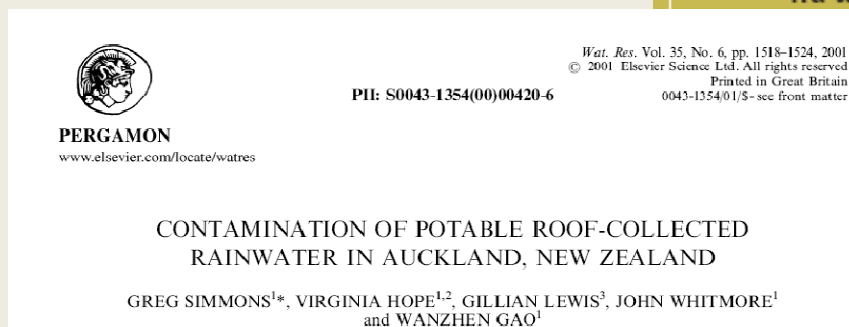 Wat. Res. Vol. 35, No. 6, pp. 1518–1524, 2001
© 2001 Elsevier Science Ltd. All rights reserved
Printed in Great Britain
0043-1354/01/$- see front matter
PII: S0043-1354(00)00420-6
PERGAMON
www.elsevier.com/locate/watres
CONTAMINATION OF POTABLE ROOF-COLLECTED
RAINWATER IN AUCKLAND, NEW ZEALAND
GREG SIMMONS¹*, VIRGINIA HOPE¹,², GILLIAN LEWIS³, JOHN WHITMORE¹
and WANZHEN GAO¹